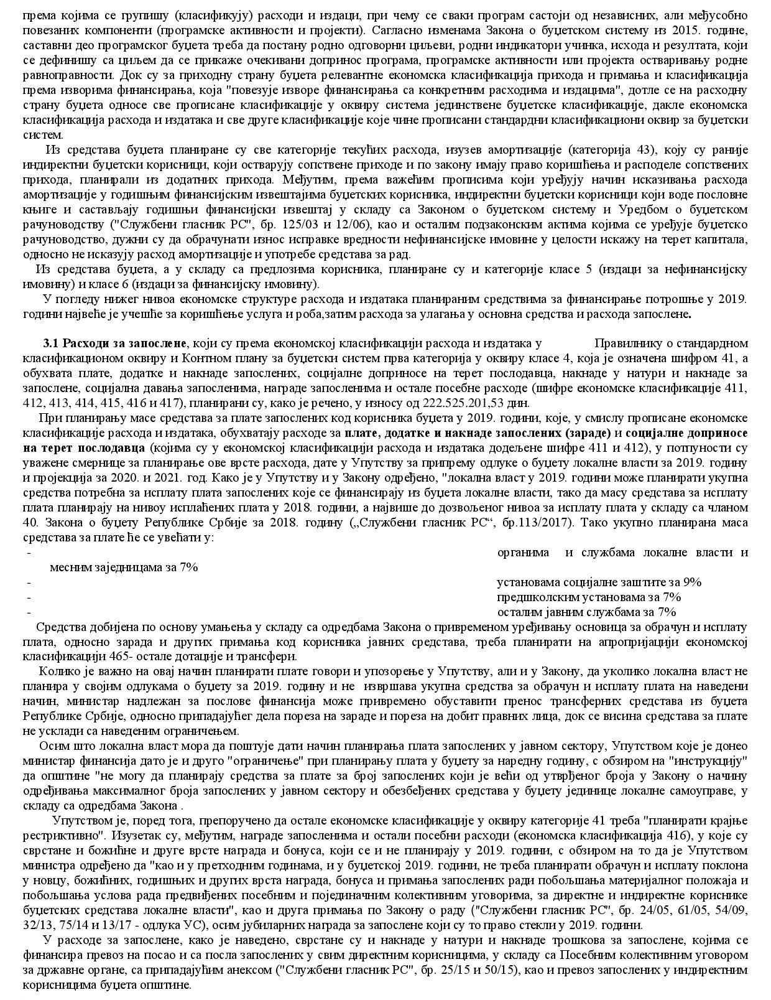 према којима се групишу (класификују) расходи и издаци, при чему се сваки програм састоји од независних, али међусобно
повезаних компоненти (програмске активности и пројекти). Сагласно изменама Закона о буџетском систему из 2015. године,
саставни део програмског буџета треба да постану родно одговорни циљеви, родни индикатори учинка, исхода и резултата, који
се дефинишу са циљем да се прикаже очекивани допринос програма, програмске активности или пројекта остваривању родне
равноправности. Док су за приходну страну буџета релевантне економска класификација прихода и примања и класификација
према изворима финансирања, која "повезује изворе финансирања са конкретним расходима и издацима", дотле се на расходну
страну буџета односе све прописане класификације у оквиру система јединствене буџетске класификације, дакле економска
класификација расхода и издатака и све друге класификације које чине прописани стандардни класификациони оквир за буџетски
систем.
Из средстава буџета планиране су све категорије текућих расхода, изузев амортизације (категорија 43), коју су раније
индиректни буџетски корисници, који остварују сопствене приходе и по закону имају право коришћења и расподеле сопствених
прихода, планирали из додатних прихода. Међутим, према важећим прописима који уређују начин исказивања расхода
амортизације у годишњим финансијским извештајима буџетских корисника, индиректни буџетски корисници који воде пословне
књиге и састављају годишњи финансијски извештај у складу са Законом о буџетском систему и Уредбом о буџетском
рачуноводству ("Службени гласник РС", бр. 125/03 и 12/06), као и осталим подзаконским актима којима се уређује буџетско
рачуноводство, дужни су да обрачунати износ исправке вредности нефинансијске имовине у целости искажу на терет капитала,
односно не исказују расход амортизације и употребе средстава за рад.
Из средстава буџета, а у складу са предлозима корисника, планиране су и категорије класе 5 (издаци за нефинансијску
имовину) и класе 6 (издаци за финансијску имовину).
У погледу нижег нивоа економске структуре расхода и издатака планираним средствима за финансирање потрошње у 2019.
години највеће је учешће за коришћење услуга и роба,затим расхода за улагања у основна средства и расхода запослене.
3.1 Расходи за запослене, који су према економској класификацији расхода и издатака у Правилнику о стандардном
класификационом оквиру и Контном плану за буџетски систем прва категорија у оквиру класе 4, која је означена шифром 41, а
обухвата плате, додатке и накнаде запослених, социјалне доприносе на терет послодавца, накнаде у натури и накнаде за
запослене, социјална давања запосленима, награде запосленима и остале посебне расходе (шифре економске класификације 411,
412, 413, 414, 415, 416 и 417), планирани су, како је речено, у износу од 222.525.201,53 дин.
При планирању масе средстава за плате запослених код корисника буџета у 2019. години, које, у смислу прописане економске
класификације расхода и издатака, обухватају расходе за плате, додатке и накнаде запослених (зараде) и социјалне доприносе
на терет послодавца (којима су у економској класификацији расхода и издатака додељене шифре 411 и 412), у потпуности су
уважене смернице за планирање ове врсте расхода, дате у Упутству за припрему одлуке о буџету локалне власти за 2019. годину
и пројекција за 2020. и 2021. год. Како је у Упутству и у Закону одређено, "локална власт у 2019. години може планирати укупна
средства потребна за исплату плата запослених које се финансирају из буџета локалне власти, тако да масу средстава за исплату
плата планирају на нивоу исплаћених плата у 2018. години, а највише до дозвољеног нивоа за исплату плата у складу са чланом
40. Закона о буџету Републике Србије за 2018. годину („Службени гласник РС“, бр.113/2017). Тако укупно планирана маса
средстава за плате ће се увећати у:
- органима и службама локалне власти и
месним заједницама за 7%
- установама социјалне заштите за 9%
- предшколским установама за 7%
- осталим јавним службама за 7%
Средства добијена по основу умањења у складу са одредбама Закона о привременом уређивању основица за обрачун и исплату
плата, односно зарада и других примања код корисника јавних средстава, треба планирати на апропријацији економској
класификацији 465- остале дотације и трансфери.
Колико је важно на овај начин планирати плате говори и упозорење у Упутству, али и у Закону, да уколико локална власт не
планира у својим одлукама о буџету за 2019. годину и не извршава укупна средства за обрачун и исплату плата на наведени
начин, министар надлежан за послове финансија може привремено обуставити пренос трансферних средстава из буџета
Републике Србије, односно припадајућег дела пореза на зараде и пореза на добит правних лица, док се висина средстава за плате
не усклади са наведеним ограничењем.
Осим што локална власт мора да поштује дати начин планирања плата запослених у јавном сектору, Упутством које је донео
министар финансија дато је и друго "ограничење" при планирању плата у буџету за наредну годину, с обзиром на "инструкцију"
да општине "не могу да планирају средства за плате за број запослених који је већи од утврђеног броја у Закону о начину
одређивања максималног броја запослених у јавном сектору и обезбеђених средстава у буџету јединице локалне самоуправе, у
складу са одредбама Закона .
Упутством је, поред тога, препоручено да остале економске класификације у оквиру категорије 41 треба "планирати крајње
рестриктивно". Изузетак су, међутим, награде запосленима и остали посебни расходи (економска класификација 416), у које су
сврстане и божићне и друге врсте награда и бонуса, који се и не планирају у 2019. години, с обзиром на то да је Упутством
министра одређено да "као и у претходним годинама, и у буџетској 2019. години, не треба планирати обрачун и исплату поклона
у новцу, божићних, годишњих и других врста награда, бонуса и примања запослених ради побољшања материјалног положаја и
побољшања услова рада предвиђених посебним и појединачним колективним уговорима, за директне и индиректне кориснике
буџетских средстава локалне власти", као и друга примања по Закону о раду ("Службени гласник РС", бр. 24/05, 61/05, 54/09,
32/13, 75/14 и 13/17 - одлука УС), осим јубиларних награда за запослене који су то право стекли у 2019. години.
У расходе за запослене, како је наведено, сврстане су и накнаде у натури и накнаде трошкова за запослене, којима се
финансира превоз на посао и са посла запослених у свим директним корисницима, у складу са Посебним колективним уговором
за државне органе, са припадајућим анексом ("Службени гласник РС", бр. 25/15 и 50/15), као и превоз запослених у индиректним
корисницима буџета општине.